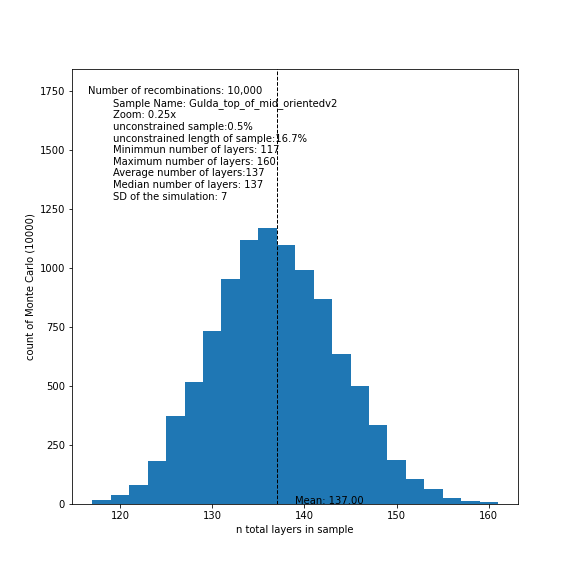 Number of recombinations: 10,000
Sample Name: Gulda_top_of_mid_orientedv2
Zoom: 0.25x
unconstrained sample:0.5%
unconstrained length of sample:16.7%
Minimmun number of layers: 117
Maximum number of layers: 160
Average number of layers:137
Median number of layers: 137
SD of the simulation: 7
1750
1500
1250
1000
750
500
250
0
count of Monte Carlo (10000)
Mean: 137.00
120 130 140 150 160
n total layers in sample